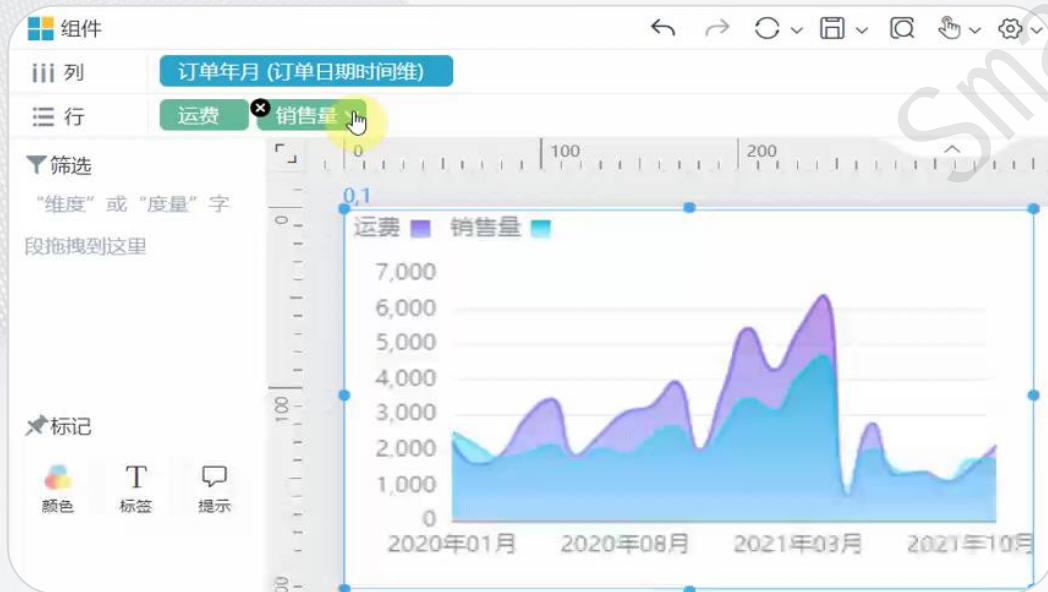 组件
列 订单年月 (订单日期时间维)
行 运费 销售量
筛选
“维度”或“度量”字
段拖拽到这里
标记
T
颜色 标签 提示
0 100 200
0,1
0
100
运费 销售量
7,000
6,000
5,000
4,000
3,000
2,000
1,000
0
2020年01月 2020年08月 2021年03月 2021年10月